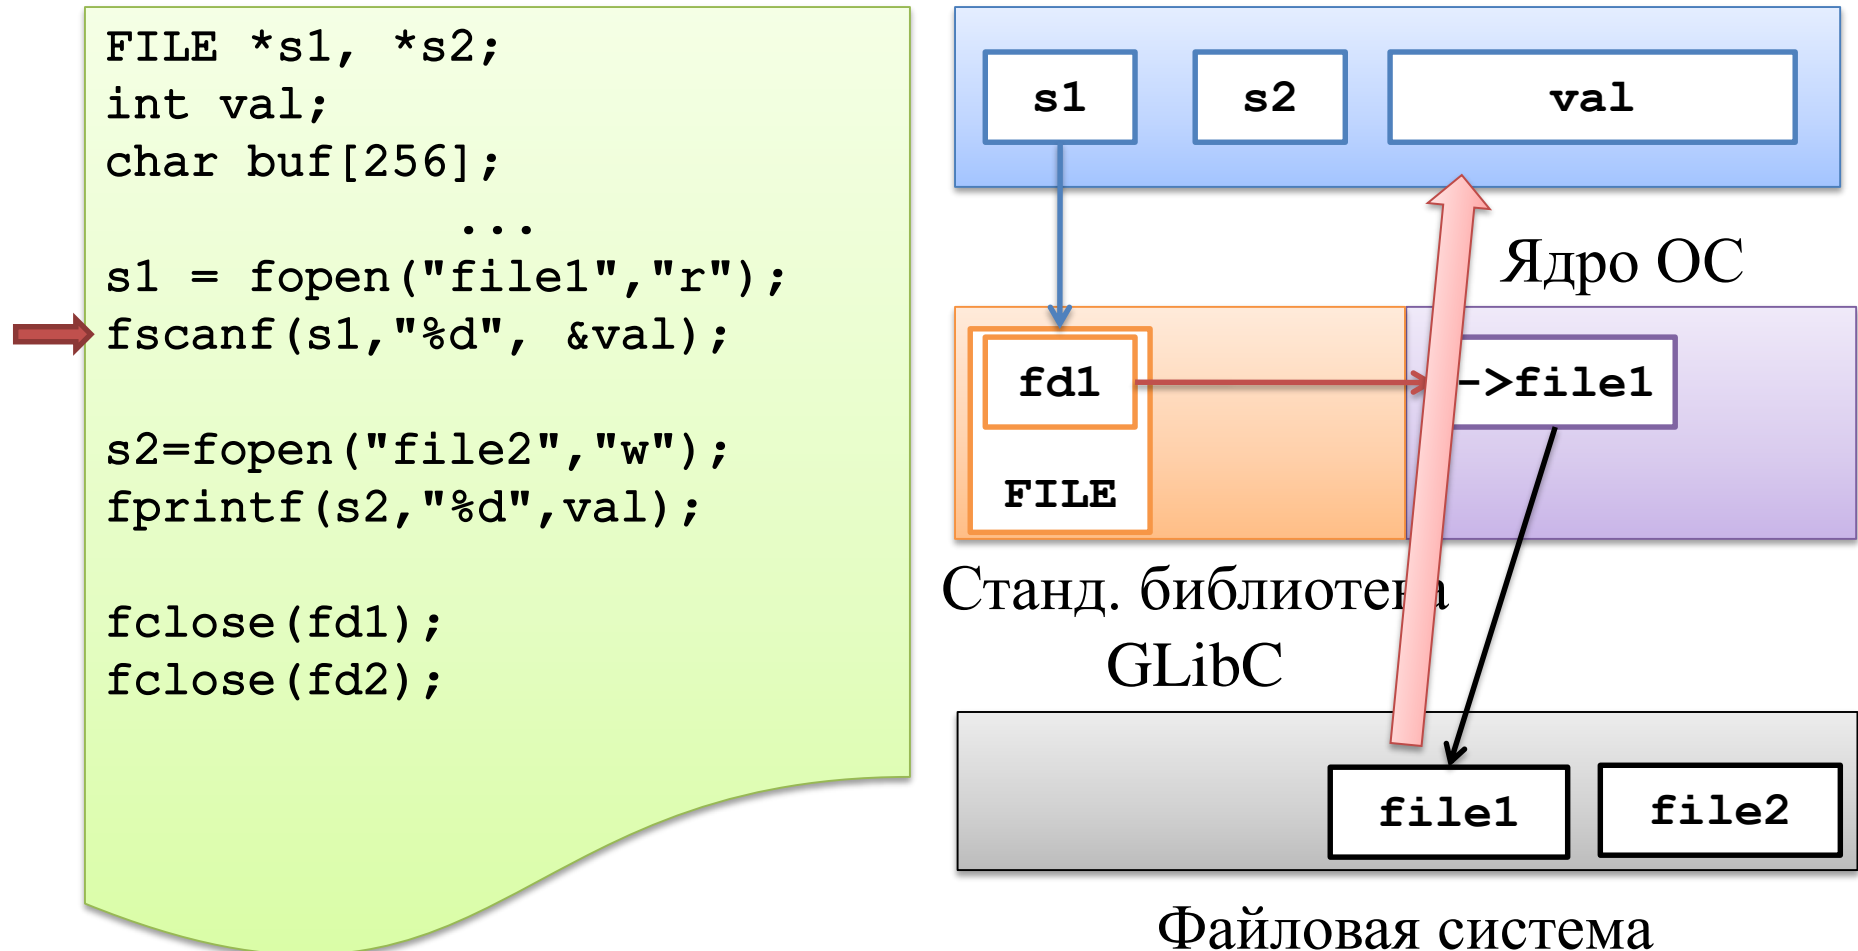 FILE *s1, *s2;
int val;
char buf[256];
...
s1 = fopen("file1","r");
fscanf(s1,"%d", &val);
s2=fopen("file2","w");
fprintf(s2,"%d",val);
fclose(fd1);
fclose(fd2);
s1
s2
val
Ядро ОС
fd1
->file1
FILE
Станд. библиотека
GLibC
file1
file2
Файловая система